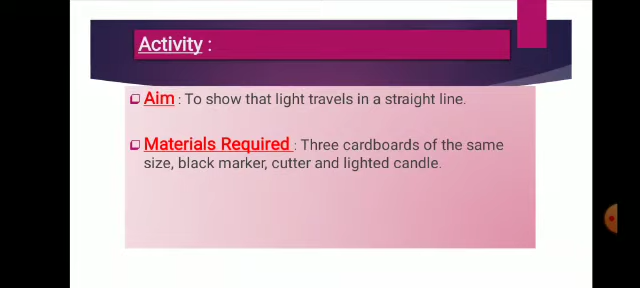 Activity :
Aim : To show that light travels in a straight line.
Materials Required : Three cardboards of the same
size, black marker, cutter and lighted candle.